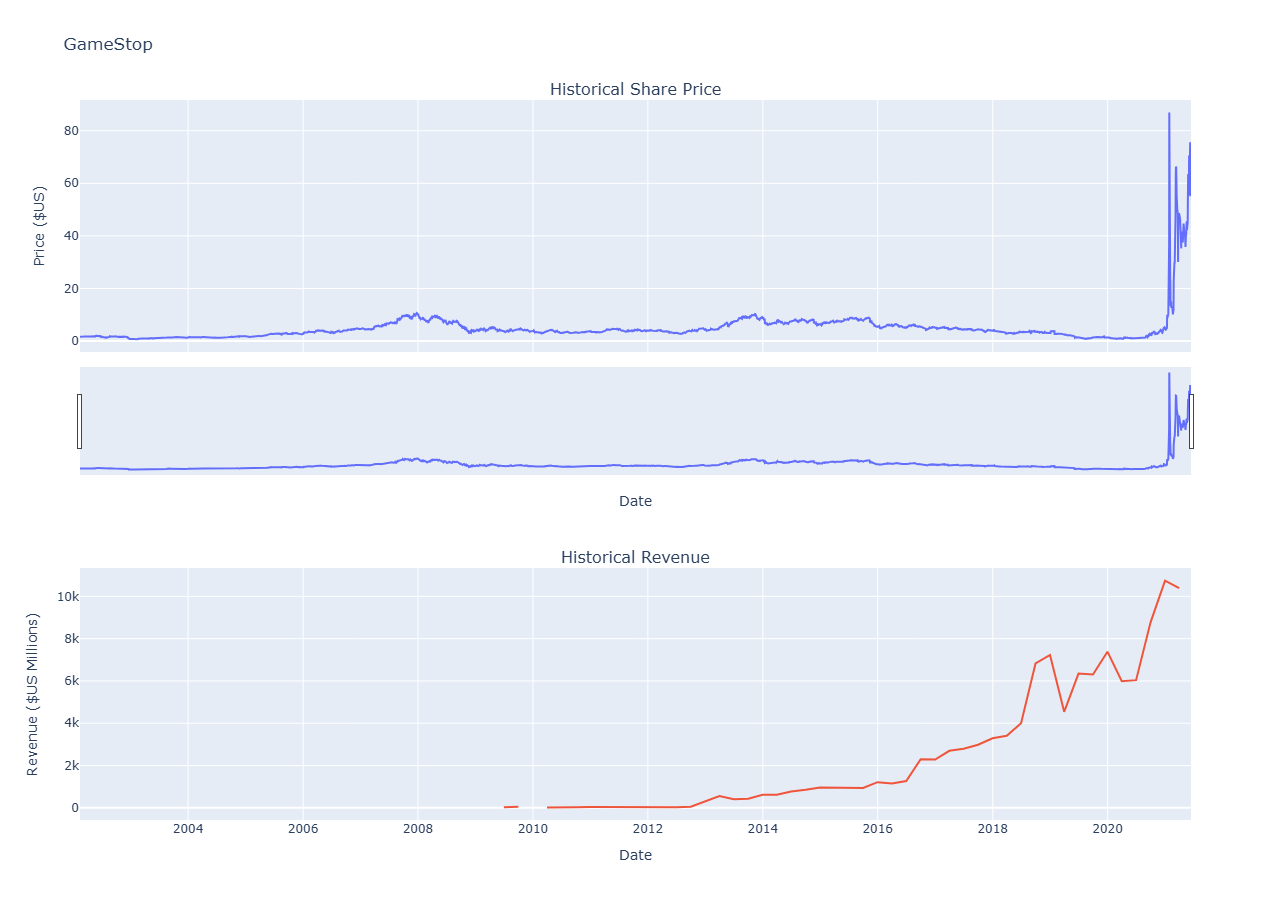 GameStop
Historical Share Price
80
60
40
20
0
Price ($US)
Date
Historical Revenue
10k
8k
6k
4k
2k
0
Revenue ($US Millions)
2004 2006 2008 2010 2012 2014 2016 2018 2020
Date